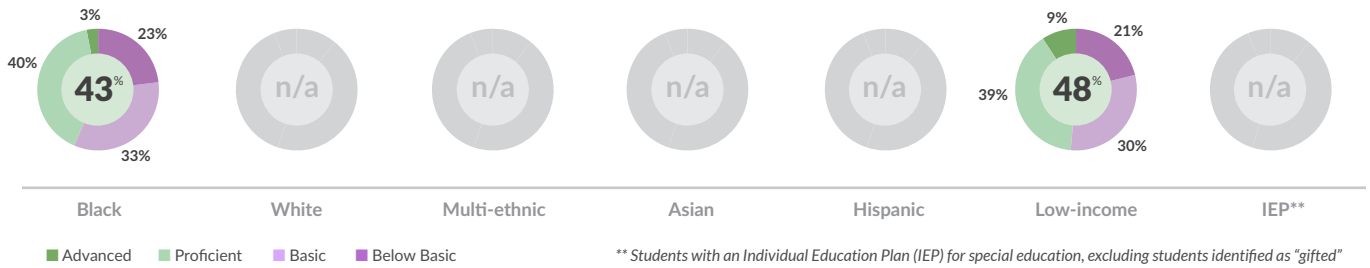 3%
23%
40%
43%
33%
n/a
n/a
n/a
n/a
9%
21%
39%
48%
30%
n/a
Black
White
Multi-ethnic
Asian
Hispanic
Low-income
IEP**
Advanced
Proficient
Basic
Below Basic
** Students with an Individual Education Plan (IEP) for special education, excluding students identified as “gifted”